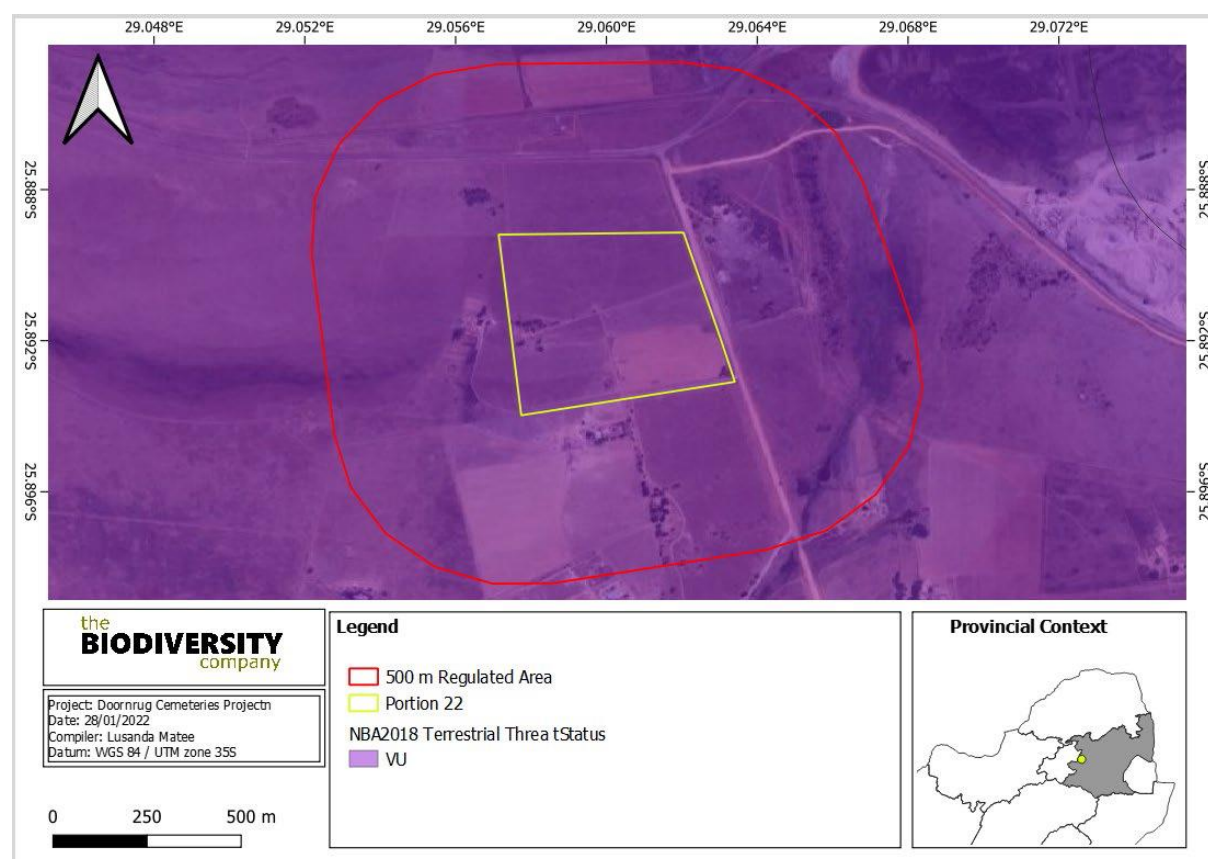 29.048°E 29.052°E 29.056°E 29.060°E 29.064°E 29.068°E 29.072°E
25.888°S 25.888°S
25.892°S 25.892°S
25.896°S 25.896°S
the
BIODIVERSITY
company
Project: Doornrug Cemeteries Projectn
Date: 28/01/2022
Compiler: Lusanda Matee
Datum: WGS 84 / UTM zone 35S
0 250 500 m
Legend
500 m Regulated Area
Portion 22
NBA2018 Terrestrial Threa tStatus
VU
Provincial Context